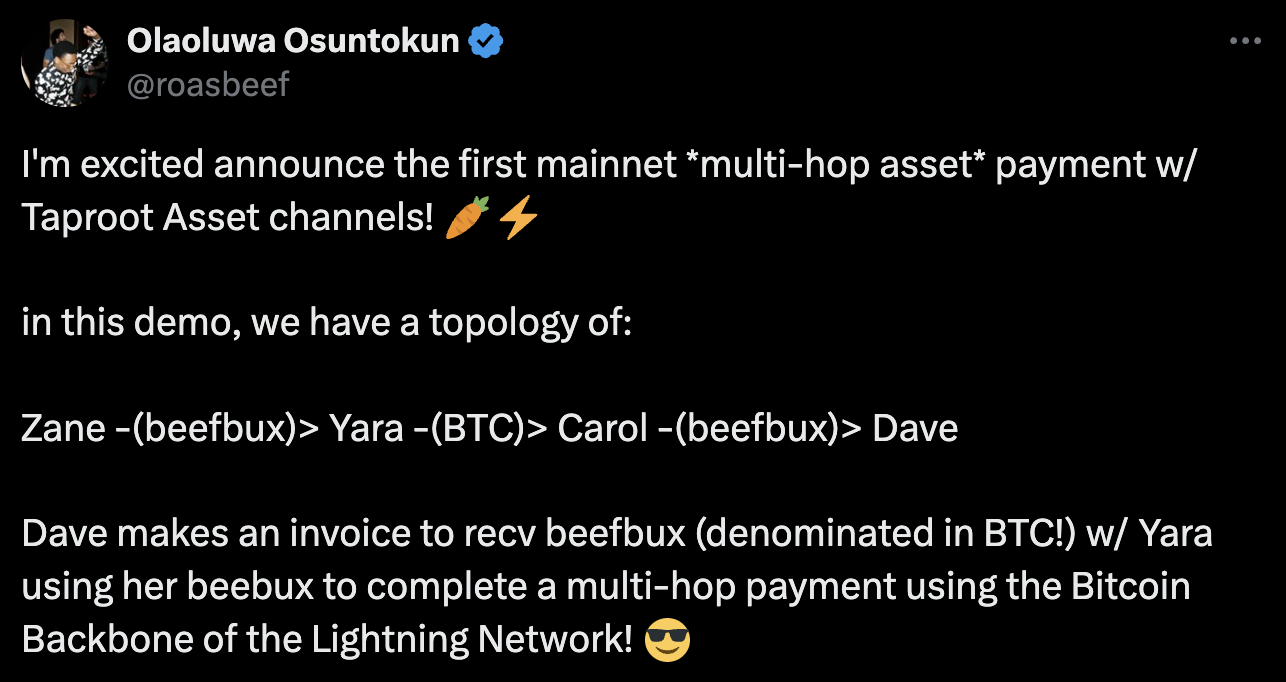 Olaoluwa Osuntokun
@roasbeef
I'm excited announce the first mainnet *multi-hop asset* payment w/
Taproot Asset channels! 🥕⚡
in this demo, we have a topology of:
Zane -(beefbux)> Yara -(BTC)> Carol -(beefbux)> Dave
Dave makes an invoice to recv beefbux (denominated in BTC!) w/ Yara
using her beebux to complete a multi-hop payment using the Bitcoin
Backbone of the Lightning Network! 😎